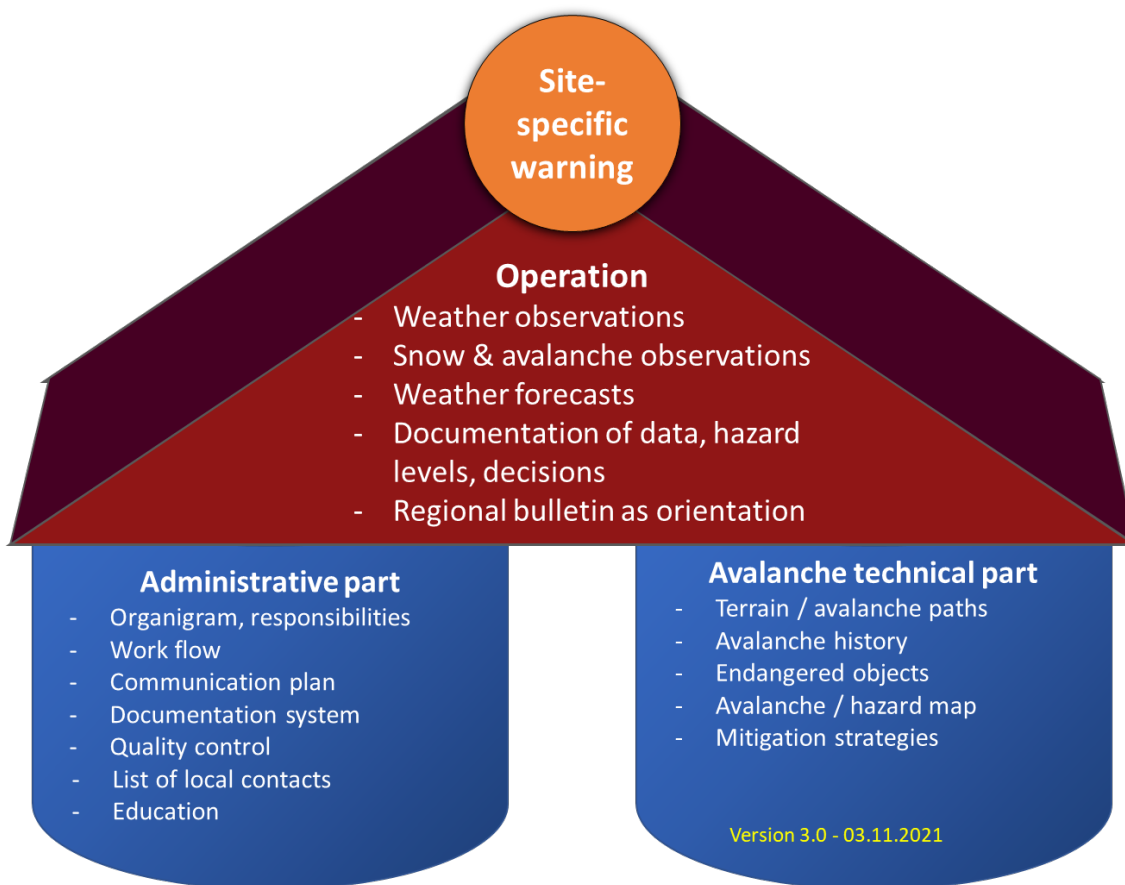 Site-
specific
warning
Operation
- Weather observations
- Snow & avalanche observations
- Weather forecasts
- Documentation of data, hazard
levels, decisions
- Regional bulletin as orientation
Administrative part
- Organigram, responsibilities
- Work flow
- Communication plan
- Documentation system
- Quality control
- List of local contacts
- Education
Avalanche technical part
- Terrain / avalanche paths
- Avalanche history
- Endangered objects
- Avalanche / hazard map
- Mitigation strategies
Version 3.0 - 03.11.2021